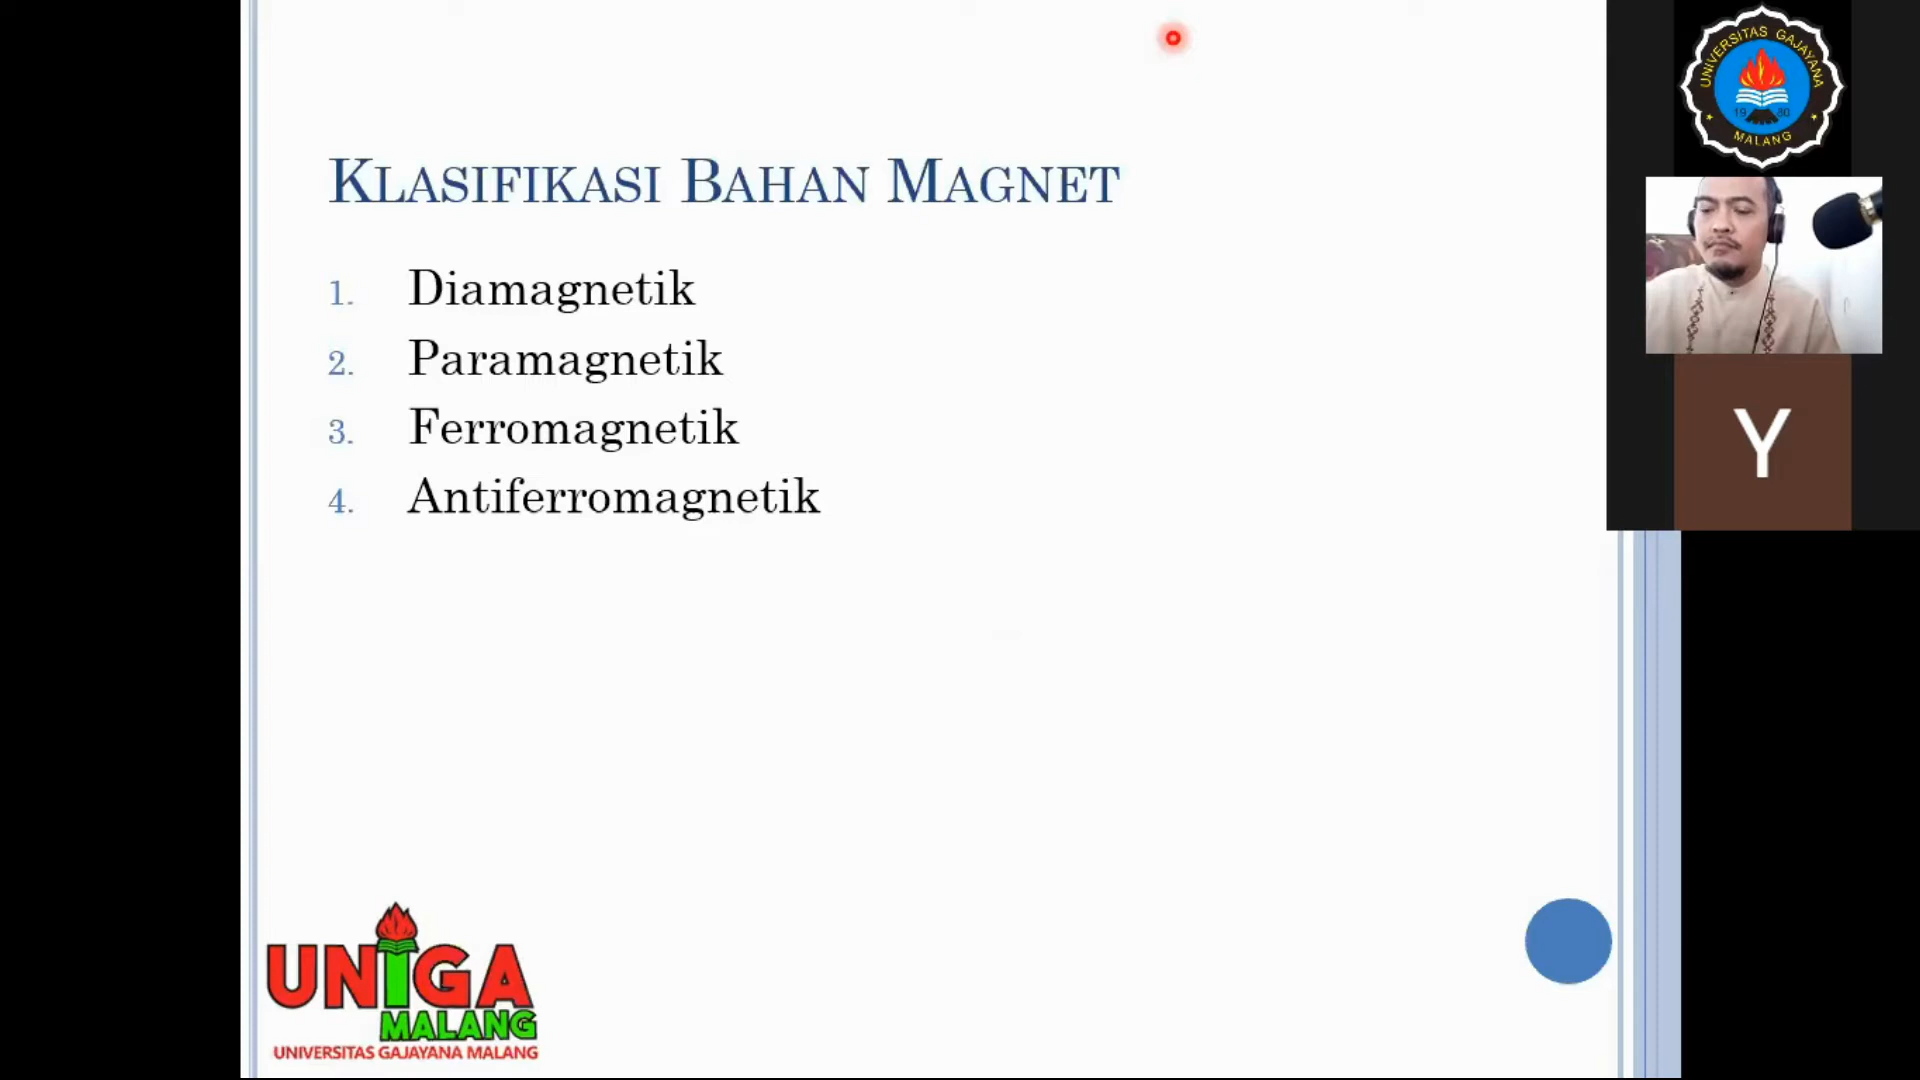 KLASIFIKASI BAHAN MAGNET
1. Diamagnetik
2. Paramagnetik
3. Ferromagnetik
4. Antiferromagnetik
UNIGA
MALANG
UNIVERSITAS GAJAYANA MALANG
UNIVERSITAS GAJAYANA
1980
MALANG
Y